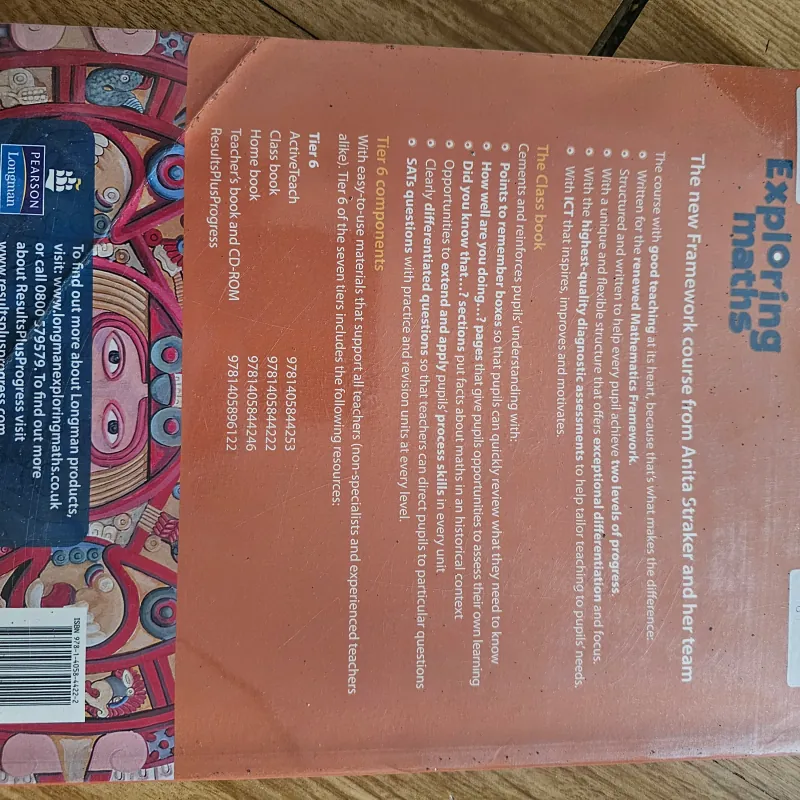 Exploring
maths
The new Framework course from Anita Straker and her team
The course with good teaching at its heart, because that's what makes the difference:
Written for the renewed Mathematics Framework.
Structured and written to help every pupil achieve two levels of progress.
With a unique and flexible structure that offers exceptional differentiation and focus.
With the highest-quality diagnostic assessments to help tailor teaching to pupils' needs.
With ICT that inspires, improves and motivates.
The Class book
Cements and reinforces pupils' understanding with:
Points to remember boxes so that pupils can quickly review what they need to know
How well are you doing...? pages that give pupils opportunities to assess their own learning
Did you know that...? sections put facts about maths in an historical context
Opportunities to extend and apply pupils' process skills in every unit
Clearly differentiated questions so that teachers can direct pupils to particular questions
SATs questions with practice and revision units at every level.
Tier 6 components
With easy-to-use materials that support all teachers (non-specialists and experienced teachers
alike), Tier 6 of the seven tiers includes the following resources:
Tier 6
ActiveTeach 9781405844253
Class book 9781405844222
Home book 9781405844246
Teacher's book and CD-ROM 9781405896122
ResultsPlusProgress
PEARSON
Longman
To find out more about Longman products,
visit: www.longmanexploringmaths.co.uk
or call 0800 579579. To find out more
about ResultsPlusProgress visit
www.resultsplusprogress.com
ISBN 978-1-4058-4422-2